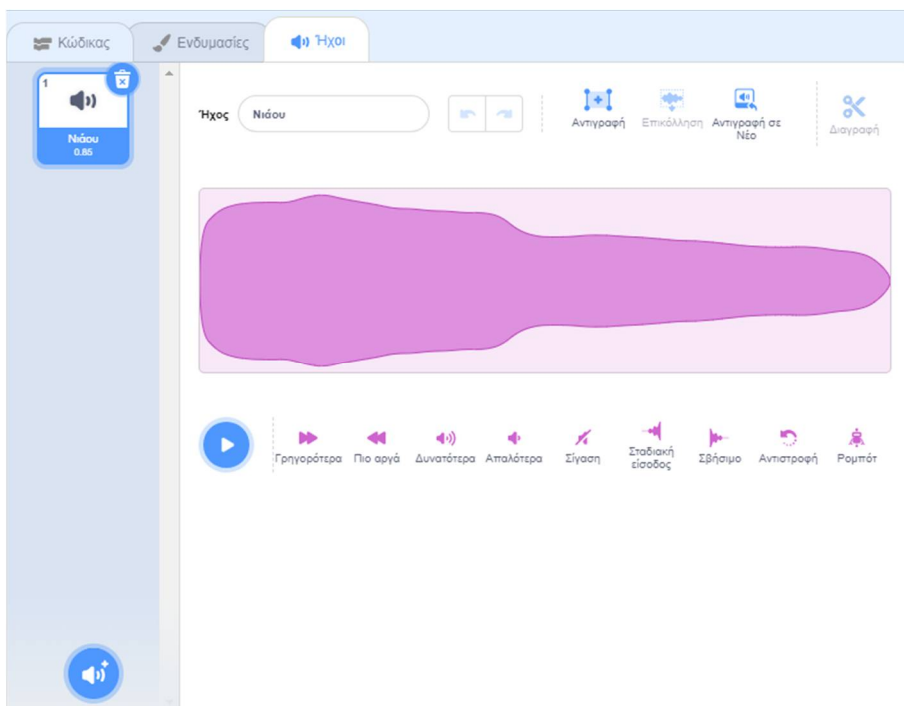 Κώδικας
Ενδυμασίες
Ήχοι
1
Νιάου
0.85
Ήχος
Νιάου
Αντιγραφή
Επικόλληση
Αντιγραφή σε
Νέο
Διαγραφή
Γρηγορότερα
Πιο αργά
Δυνατότερα
Απαλότερα
Σίγαση
Σταδιακή
είσοδος
Σβήσιμο
Αντιστροφή
Ρομπότ